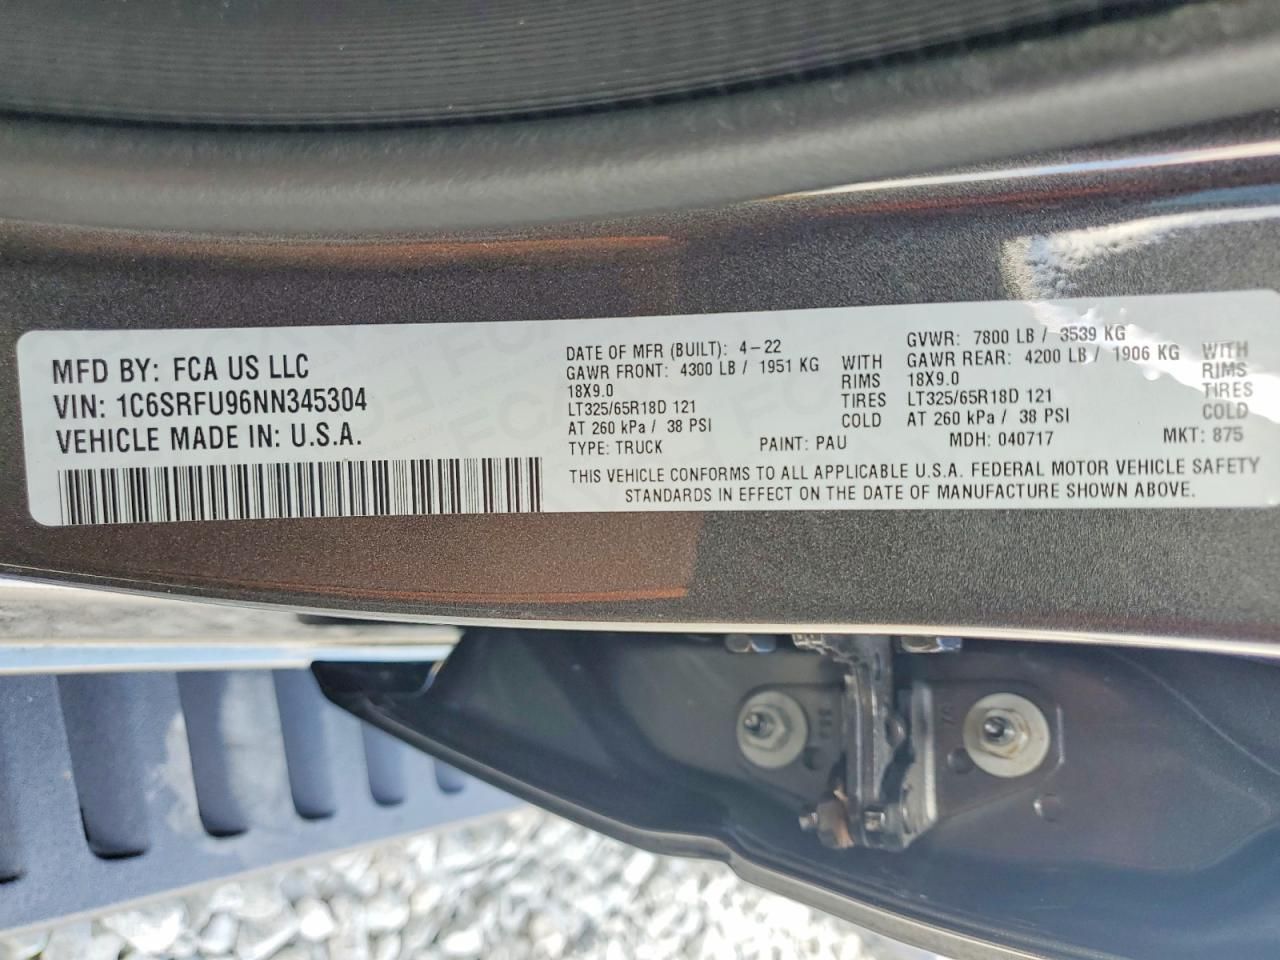 MFD BY: FCA US LLC
VIN: 1C6SRFU96NN345304
VEHICLE MADE IN: U.S.A.
DATE OF MFR (BUILT): 4-22
GAWR FRONT: 4300 LB / 1951 KG WITH
18X9.0 RIMS
LT325/65R18D 121 TIRES
AT 260 kPa / 38 PSI COLD
GVWR: 7800 LB / 3539 KG
GAWR REAR: 4200 LB / 1906 KG WITH
18X9.0 RIMS
LT325/65R18D 121 TIRES
AT 260 kPa / 38 PSI COLD
TYPE: TRUCK PAINT: PAU MDH: 040717 MKT: 875
THIS VEHICLE CONFORMS TO ALL APPLICABLE U.S.A. FEDERAL MOTOR VEHICLE SAFETY
STANDARDS IN EFFECT ON THE DATE OF MANUFACTURE SHOWN ABOVE.